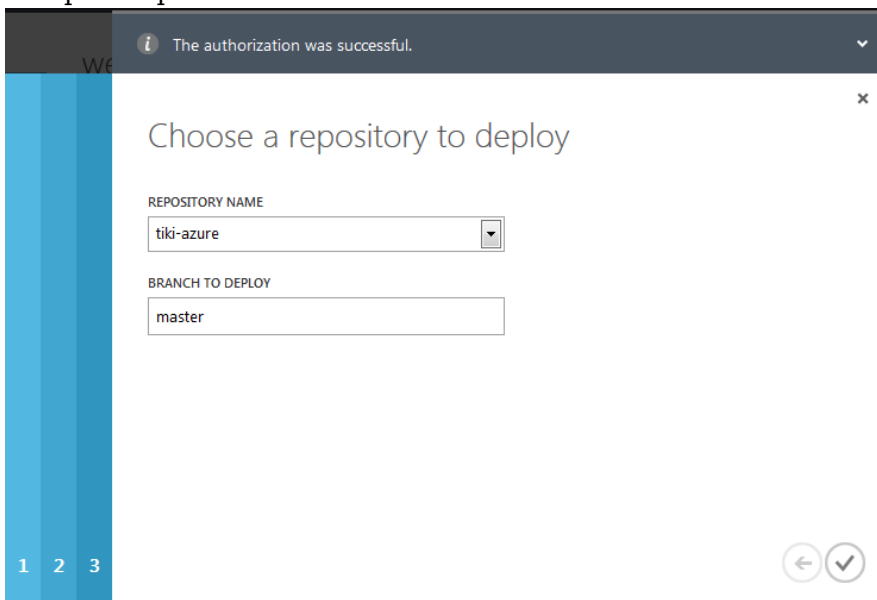 The authorization was successful.
we
Choose a repository to deploy
REPOSITORY NAME
tiki-azure
BRANCH TO DEPLOY
master
1 2 3